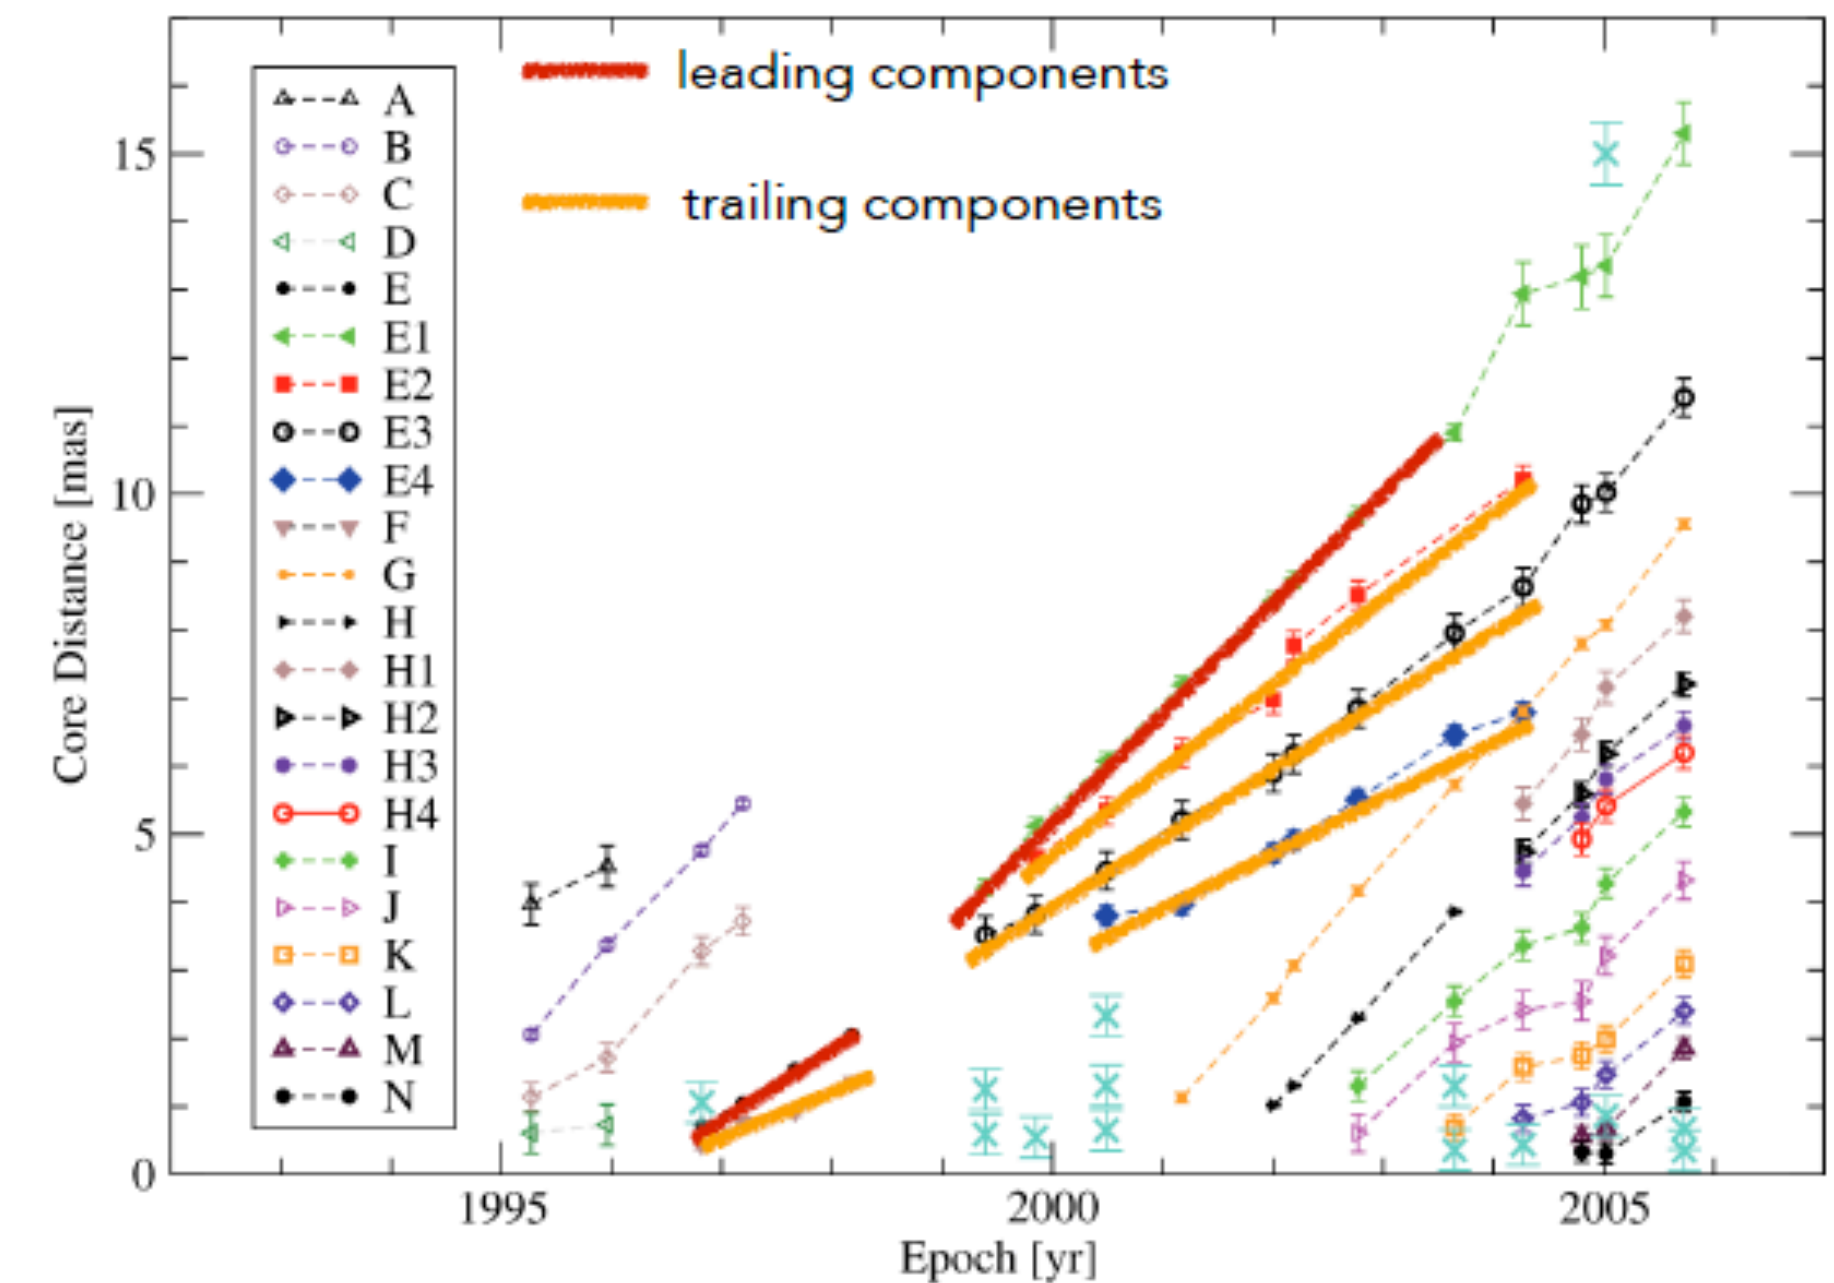 leading components
trailing components
A
B
C
D
E
E1
E2
E3
E4
F
G
H
H1
H2
H3
H4
I
J
K
L
M
N
15
10
5
0
Core Distance [mas]
1995
2000
2005
Epoch [yr]